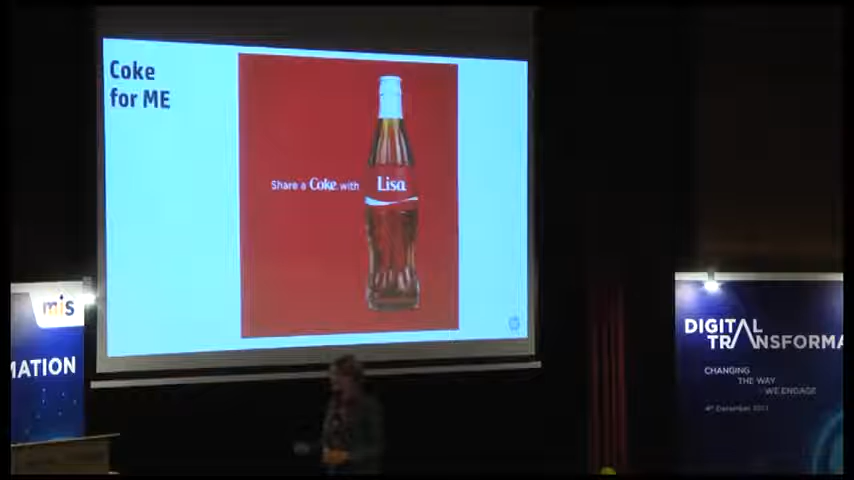 Coke
for ME
Share a Coke with Lisa
mis
MATION
DIGITAL
TRANSFORMA
CHANGING
THE WAY
WE ENGAGE